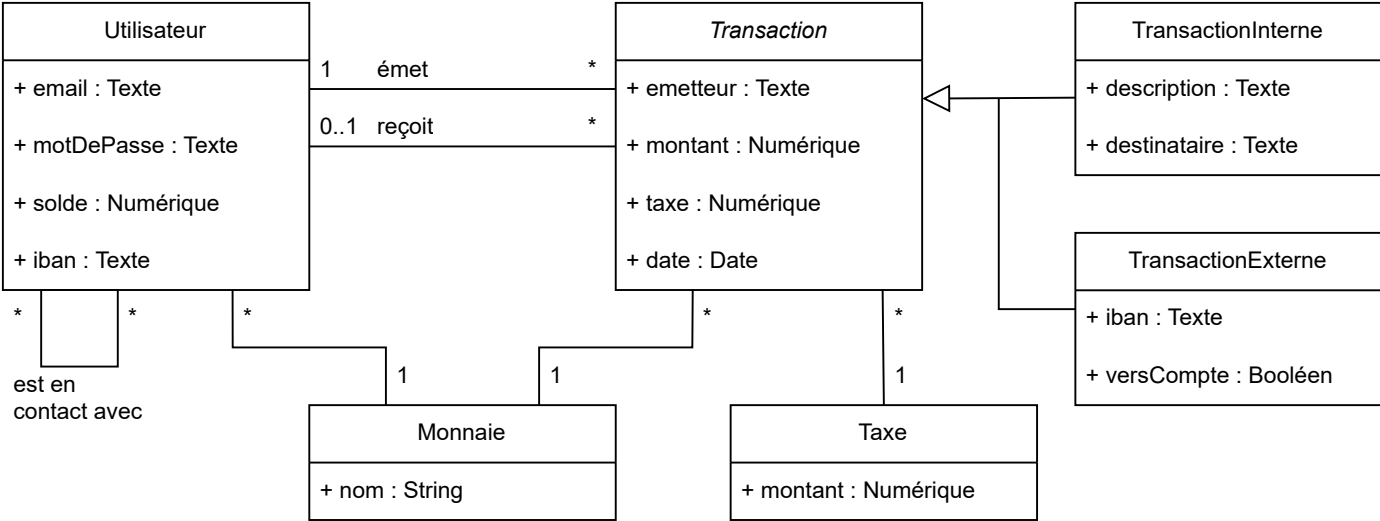 Utilisateur
+ email : Texte
+ motDePasse : Texte
+ solde : Numérique
+ iban : Texte
1 émet *
0..1 reçoit *
Transaction
+ emetteur : Texte
+ montant : Numérique
+ taxe : Numérique
+ date : Date
TransactionInterne
+ description : Texte
+ destinataire : Texte
TransactionExterne
+ iban : Texte
+ versCompte : Booléen
* * * * *
est en
contact avec
1 1 1
Monnaie
+ nom : String
Taxe
+ montant : Numérique